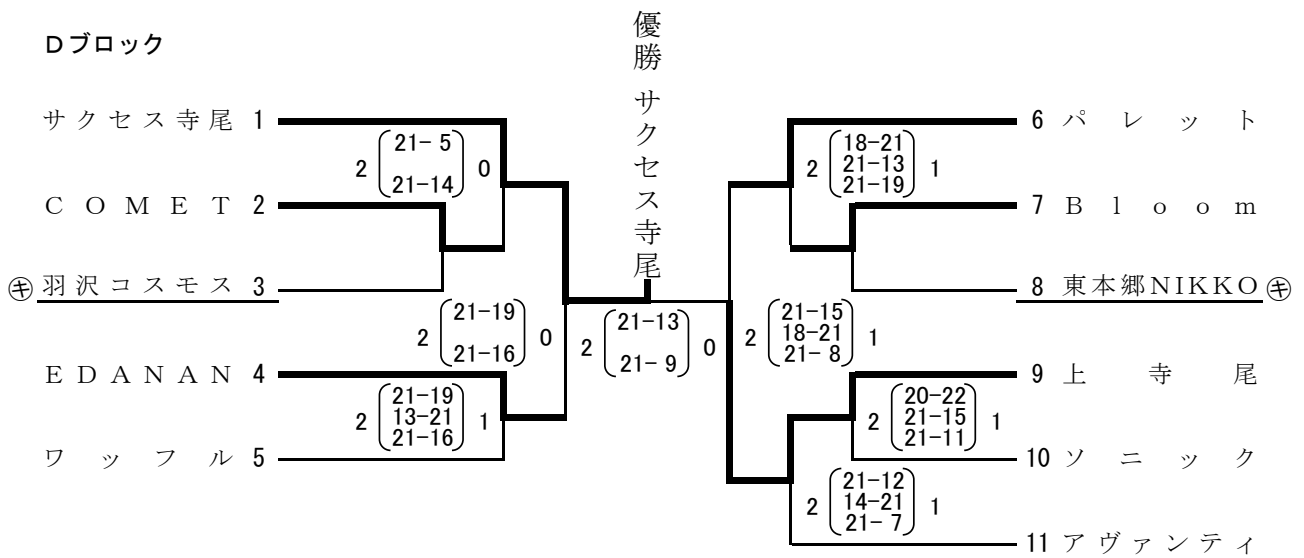 Dブロック
優勝 サクセス寺尾
サクセス寺尾 1
2 21- 5 0
21-14
COMET 2
㋖ 羽沢コスモス 3
2 21-19 0
21-16
EDANAN 4
2 21-19 1
13-21
21-16
ワッフル 5
2 21-13 0
21- 9
6 パレット
2 18-21 1
21-13
21-19
7 Bloom
8 東本郷NIKKO ㋖
2 21-15 1
18-21
21- 8
9 上寺尾
2 20-22 1
21-15
21-11
10 ソニック
2 21-12 1
14-21
21- 7
11 アヴァンティ